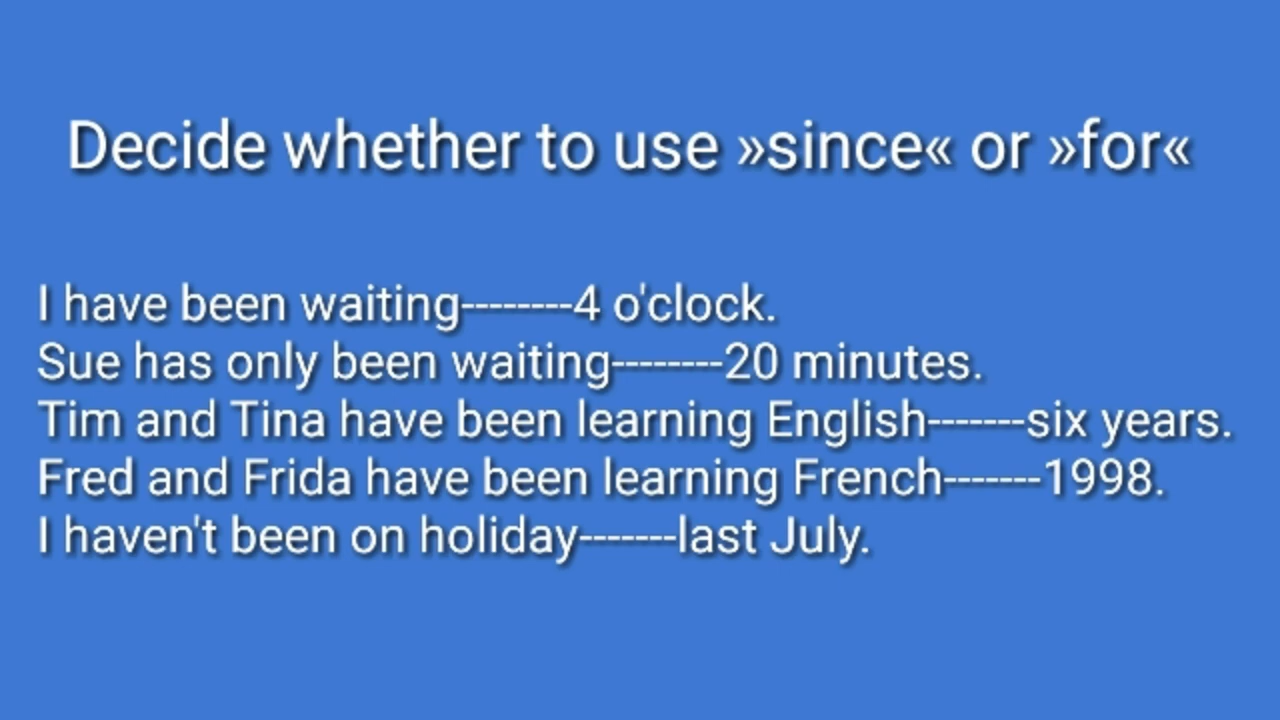 Decide whether to use »since« or »for«
I have been waiting--------4 o'clock.
Sue has only been waiting--------20 minutes.
Tim and Tina have been learning English-------six years.
Fred and Frida have been learning French-------1998.
I haven't been on holiday-------last July.